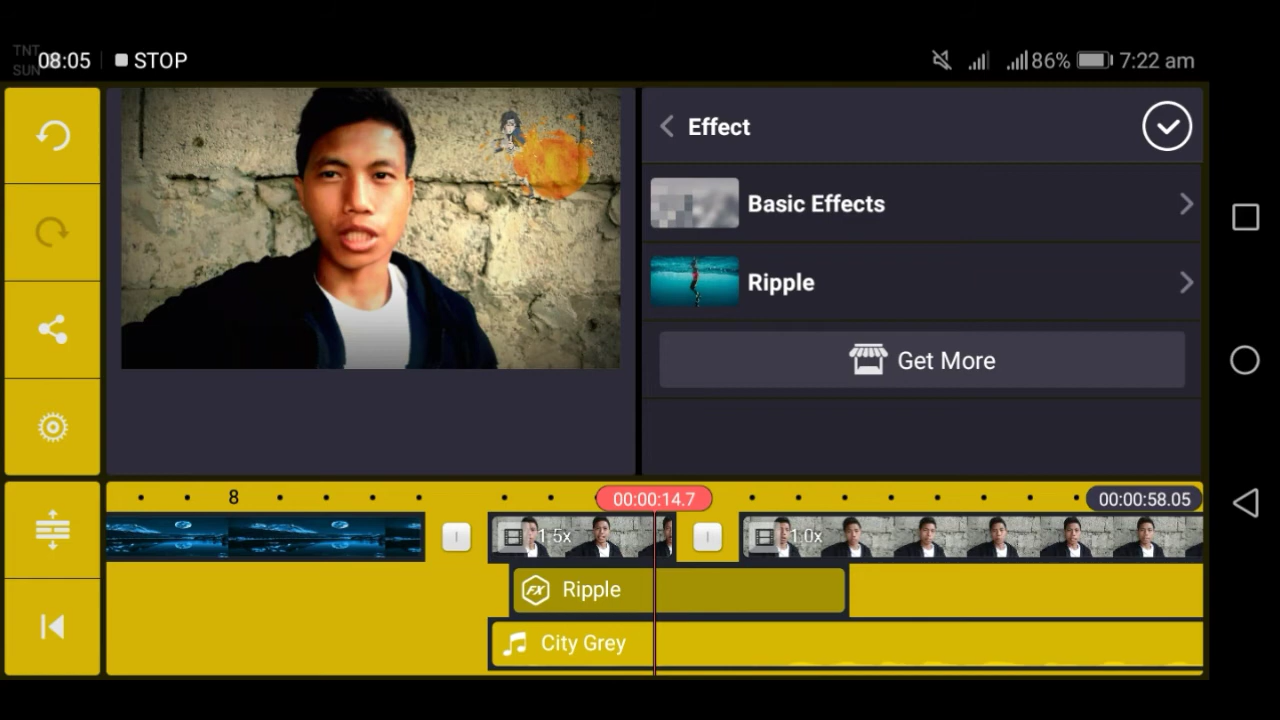 TNT
SUN
08:05 STOP 86% 7:22 am
Effect
Basic Effects
Ripple
Get More
8
00:00:14.7
00:00:58.05
1.5x
1.0x
FX Ripple
City Grey